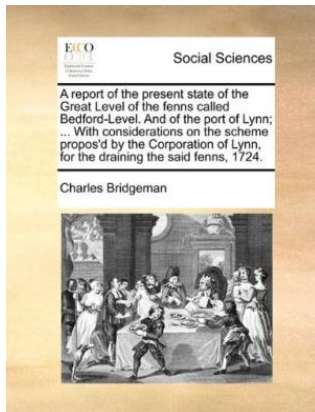 ECCO
Social Sciences
A report of the present state of the
Great Level of the fenns called
Bedford-Level. And of the port of Lynn;
... With considerations on the scheme
propos'd by the Corporation of Lynn,
for the draining the said fenns, 1724.
Charles Bridgeman